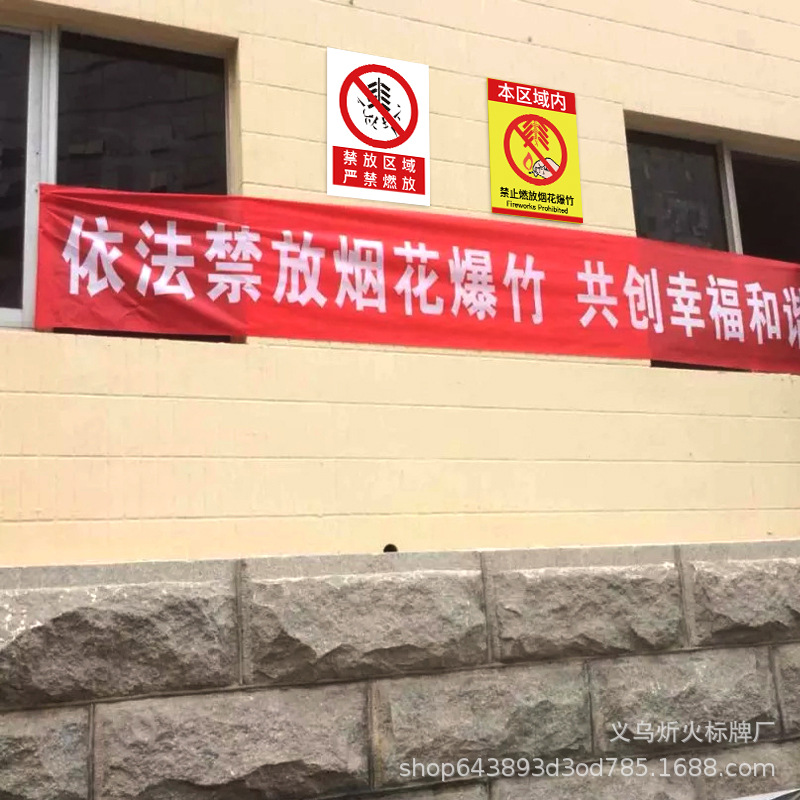 禁放区域
严禁燃放
本区域内
禁止燃放烟花爆竹
Fireworks Prohibited
依法禁放烟花爆竹 共创幸福和谐
义乌炘火标牌厂
shop643893d3od785.1688.com